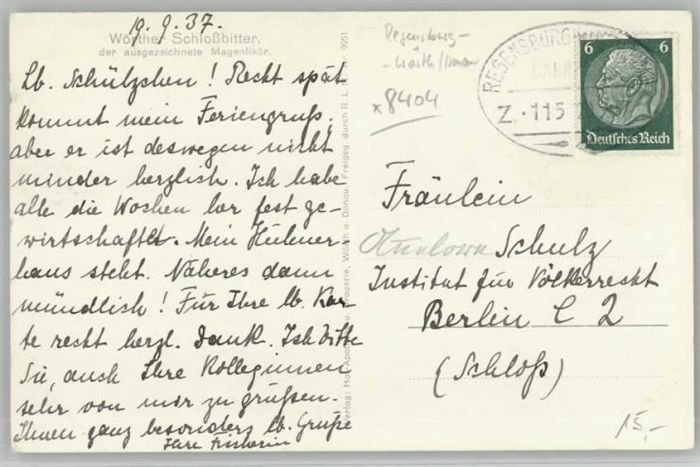 19.9.37.
Wörther Schloßbitter,
der ausgezeichnete Magenlikör.
Lb. Schülzchen! Recht spät
kommt mein Feriengruß,
aber er ist deswegen nicht
minder herzlich. Ich habe
alle die Wochen hier fest ge-
wirtschaftet. Mein Hühner
haus steht. Näheres dann
mündlich! Für Ihre lb. Kar-
te recht herzl. Dank. Ich bitte
Sie, auch Ihre Kolleginnen
sehr von mir zu grüßen.
Ihnen ganz besonders lb. Grüße
Ihre
Regensburg-
-Wörth/Donau
x8404
REGENSBURG
Z. 115
6 6
Deutsches Reich
Fräulein
Schulz
Institut für Völkerrecht
Berlin C 2
(Schloß)
15,-